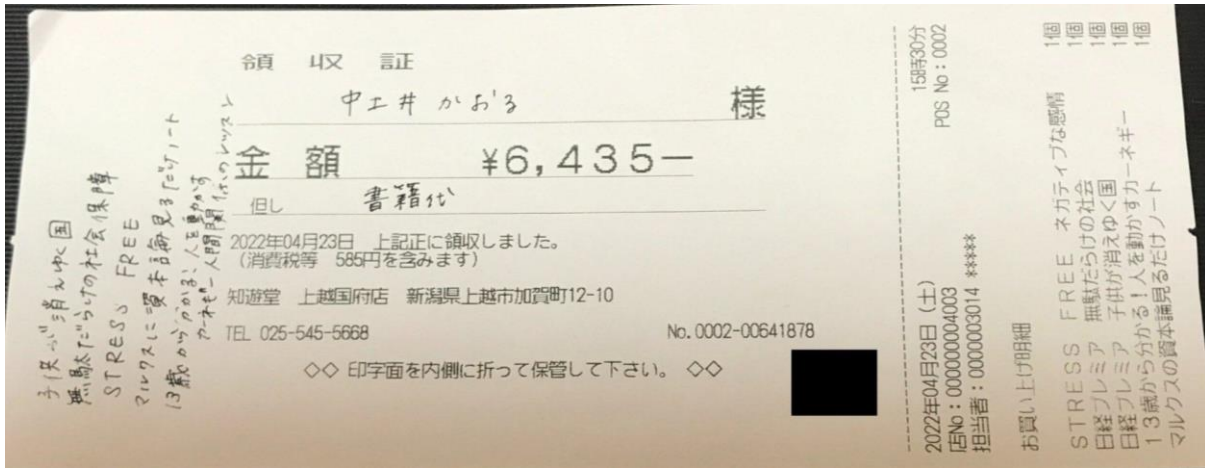 領収証
中土井かおる 様
金額 ¥6,435−
但し 書籍代
2022年04月23日 上記正に領収しました。
(消費税等 585円を含みます)
知遊堂 上越国府店 新潟県上越市加賀町12-10
TEL 025-545-5668 No.0002-00641878
◇◇ 印字面を内側に折って保管して下さい。 ◇◇
子供が消えゆく国
無駄だらけの社会保障
STRESS FREE
マルクスに資本論見るだけノート
13歳から分かる!人を動かす
カーネギー人間関係のレッスン
2022年04月23日(土) 15時30分
店No:000000004003 POS No:0002
担当者:0000003014 *****
お買い上げ明細
STRESS FREE ネガティブな感情 1個
日経プレミア 無駄だらけの社会 1個
日経プレミア 子供が消えゆく国 1個
13歳から分かる!人を動かすカーネギー 1個
マルクスの資本論見るだけノート 1個